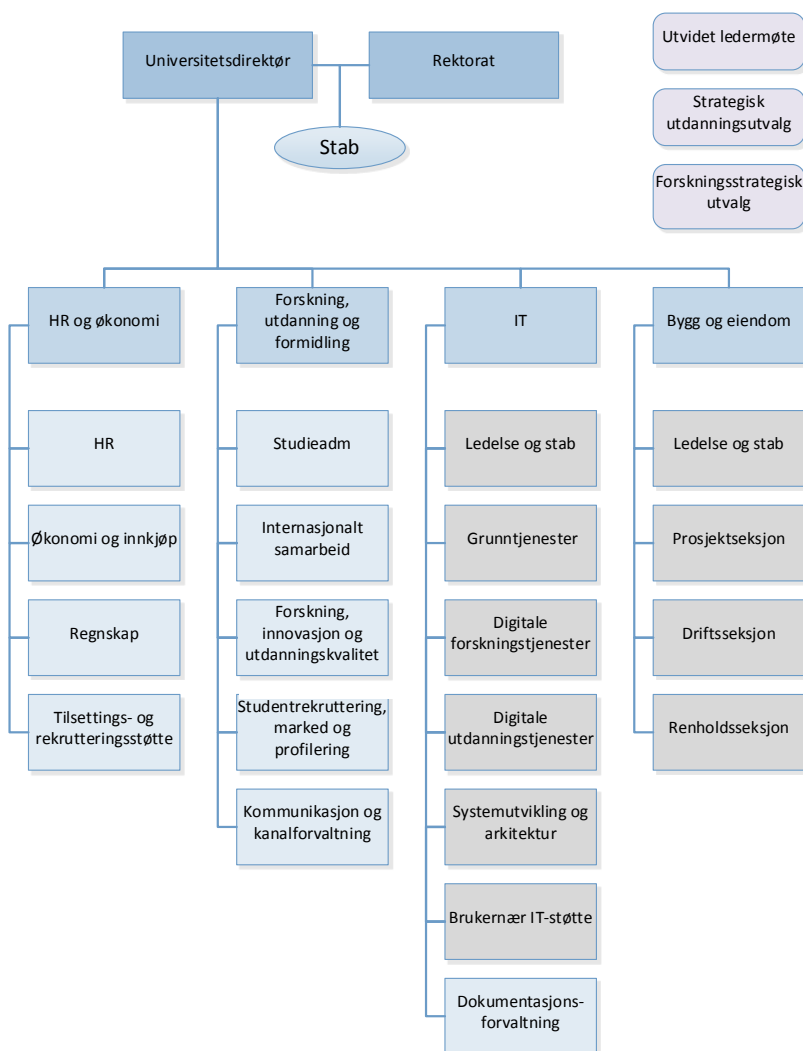 Universitetsdirektør
Rektorat
Stab
Utvidet ledermøte
Strategisk
utdanningsutvalg
Forskningsstrategisk
utvalg
HR og økonomi
HR
Økonomi og innkjøp
Regnskap
Tilsettings- og
rekrutteringsstøtte
Forskning,
utdanning og
formidling
Studieadm
Internasjonalt
samarbeid
Forskning,
innovasjon og
utdanningskvalitet
Studentrekruttering,
marked og
profilering
Kommunikasjon og
kanalforvaltning
IT
Ledelse og stab
Grunntjenester
Digitale
forskningstjenester
Digitale
utdanningstjenester
Systemutvikling og
arkitektur
Brukernær IT-støtte
Dokumentasjons-
forvaltning
Bygg og eiendom
Ledelse og stab
Prosjektseksjon
Driftsseksjon
Renholdsseksjon